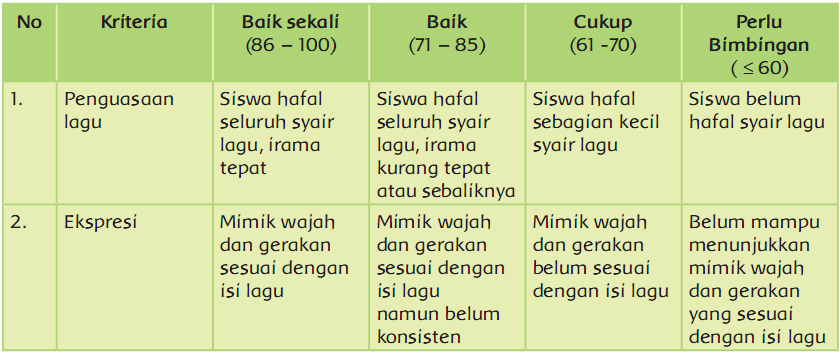 No
Kriteria
Baik sekali
(86 – 100)
Baik
(71 – 85)
Cukup
(61 -70)
Perlu
Bimbingan
( ≤ 60)
1.
Penguasaan
lagu
Siswa hafal
seluruh syair
lagu, irama
tepat
Siswa hafal
seluruh syair
lagu, irama
kurang tepat
atau sebaliknya
Siswa hafal
sebagian kecil
syair lagu
Siswa belum
hafal syair lagu
2.
Ekspresi
Mimik wajah
dan gerakan
sesuai dengan
isi lagu
Mimik wajah
dan gerakan
sesuai dengan
isi lagu
namun belum
konsisten
Mimik wajah
dan gerakan
belum sesuai
dengan isi lagu
Belum mampu
menunjukkan
mimik wajah
dan gerakan
yang sesuai
dengan isi lagu